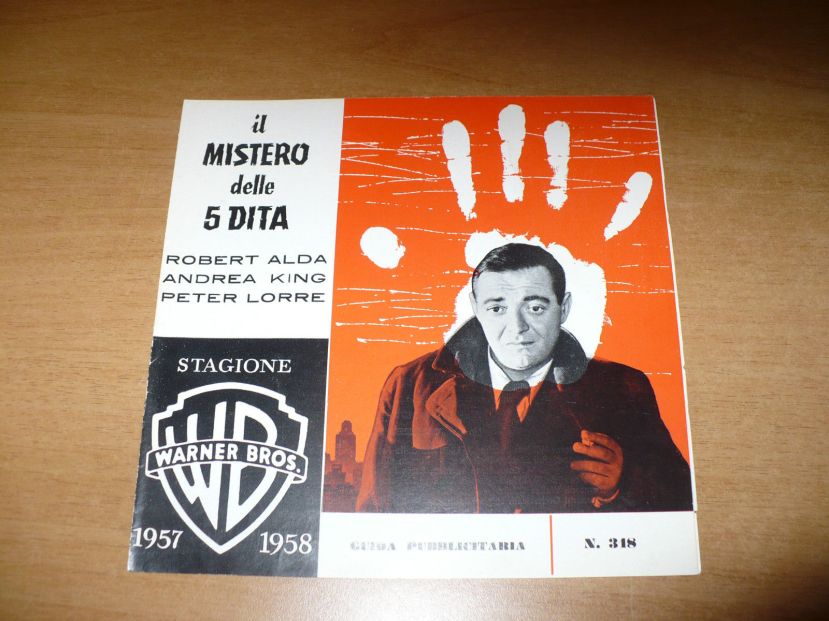 il
MISTERO
delle
5 DITA
ROBERT ALDA
ANDREA KING
PETER LORRE
STAGIONE
WB
WARNER BROS.
1957 1958
GUIDA PUBBLICITARIA
N. 318